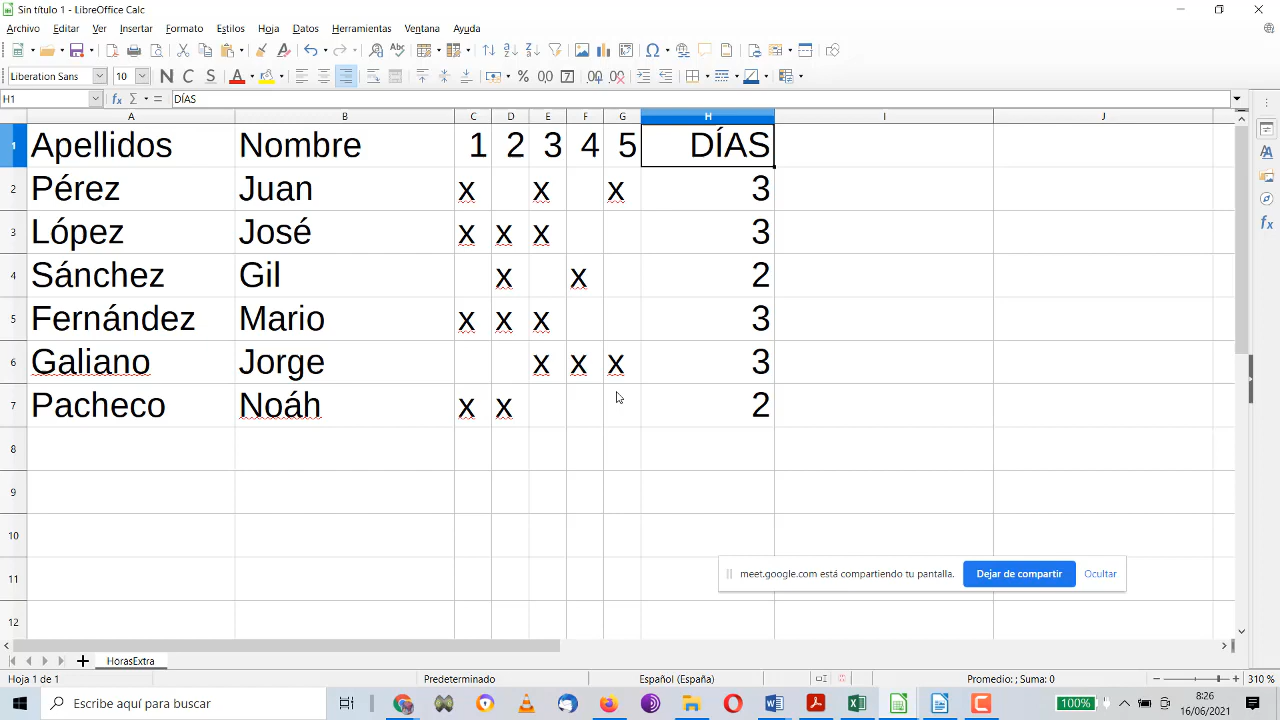 Sin título 1 - LibreOffice Calc
Archivo Editar Ver Insertar Formato Estilos Hoja Datos Herramientas Ventana Ayuda
Liberation Sans 10 N C S A
H1 DÍAS
A B C D E F G H I J
1 Apellidos Nombre 1 2 3 4 5 DÍAS
2 Pérez Juan x x x 3
3 López José x x x 3
4 Sánchez Gil x x 2
5 Fernández Mario x x x 3
6 Galiano Jorge x x x 3
7 Pacheco Noáh x x 2
8
9
10
11
12
meet.google.com está compartiendo tu pantalla. Dejar de compartir Ocultar
HorasExtra
Hoja 1 de 1 Predeterminado Español (España) Promedio: ; Suma: 0 310 %
Escribe aquí para buscar 100% 8:26
16/06/2021